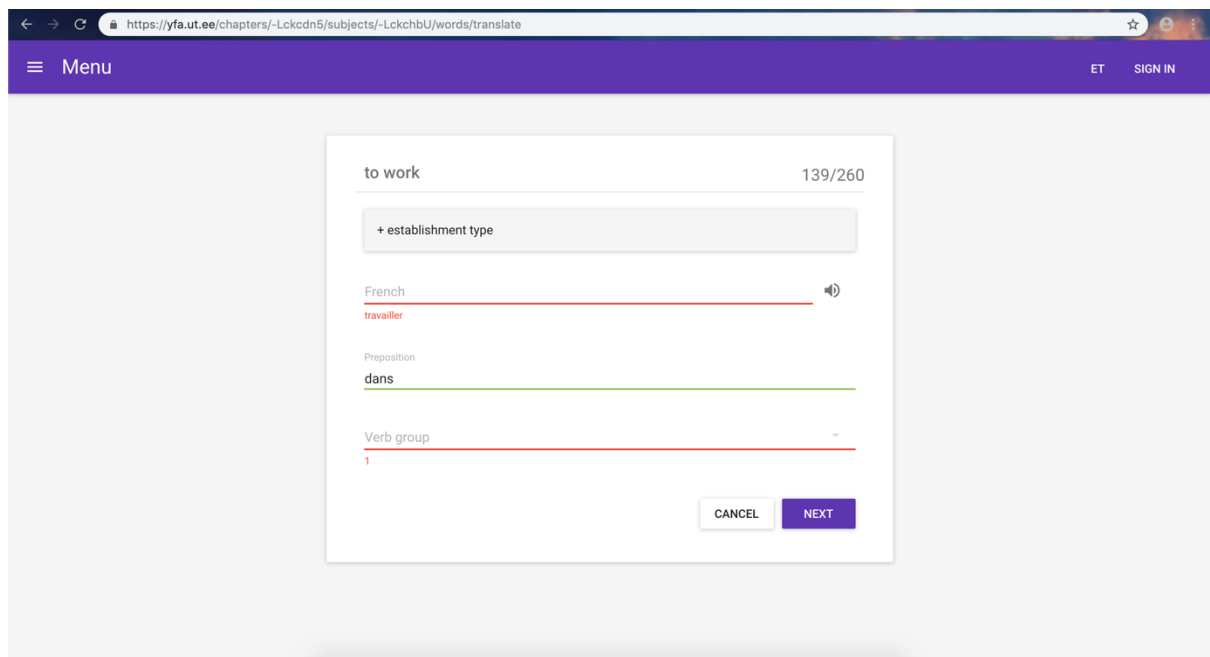 https://yfa.ut.ee/chapters/-Lckcdn5/subjects/-LckchbU/words/translate
Menu ET SIGN IN
to work 139/260
+ establishment type
French
travailler
Preposition
dans
Verb group
1
CANCEL NEXT